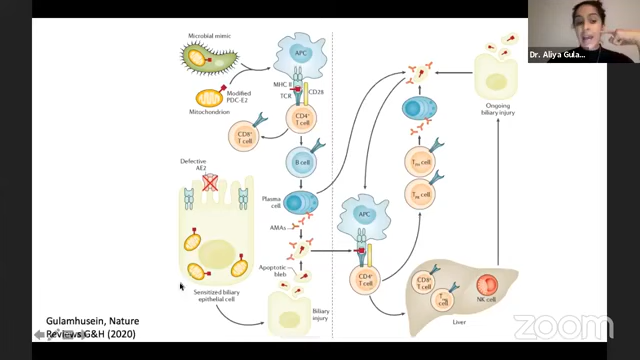 Microbial mimic
APC
MHC II
TCR
CD28
Modified
PDC-E2
Mitochondrion
CD4+
T cell
CD8+
T cell
Defective
AE2
B cell
Plasma
cell
AMAs
Apoptotic
bleb
Sensitized biliary
epithelial cell
Biliary
injury
APC
CD4+
T cell
TFH cell
Ongoing
biliary injury
CD8+
T cell
NK cell
Liver
Gulamhusein, Nature
Reviews G&H (2020)
Dr. Aliya Gula...
zoom